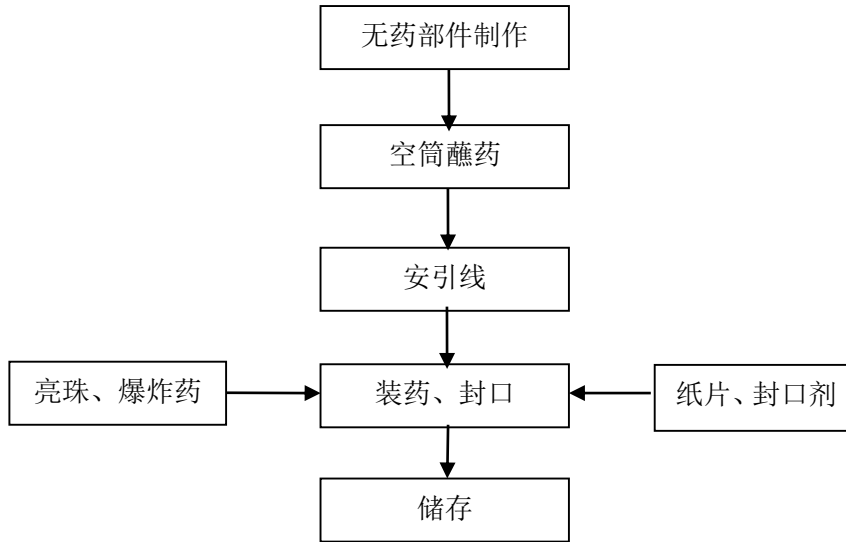 无药部件制作
空筒蘸药
安引线
亮珠、爆炸药
装药、封口
纸片、封口剂
储存